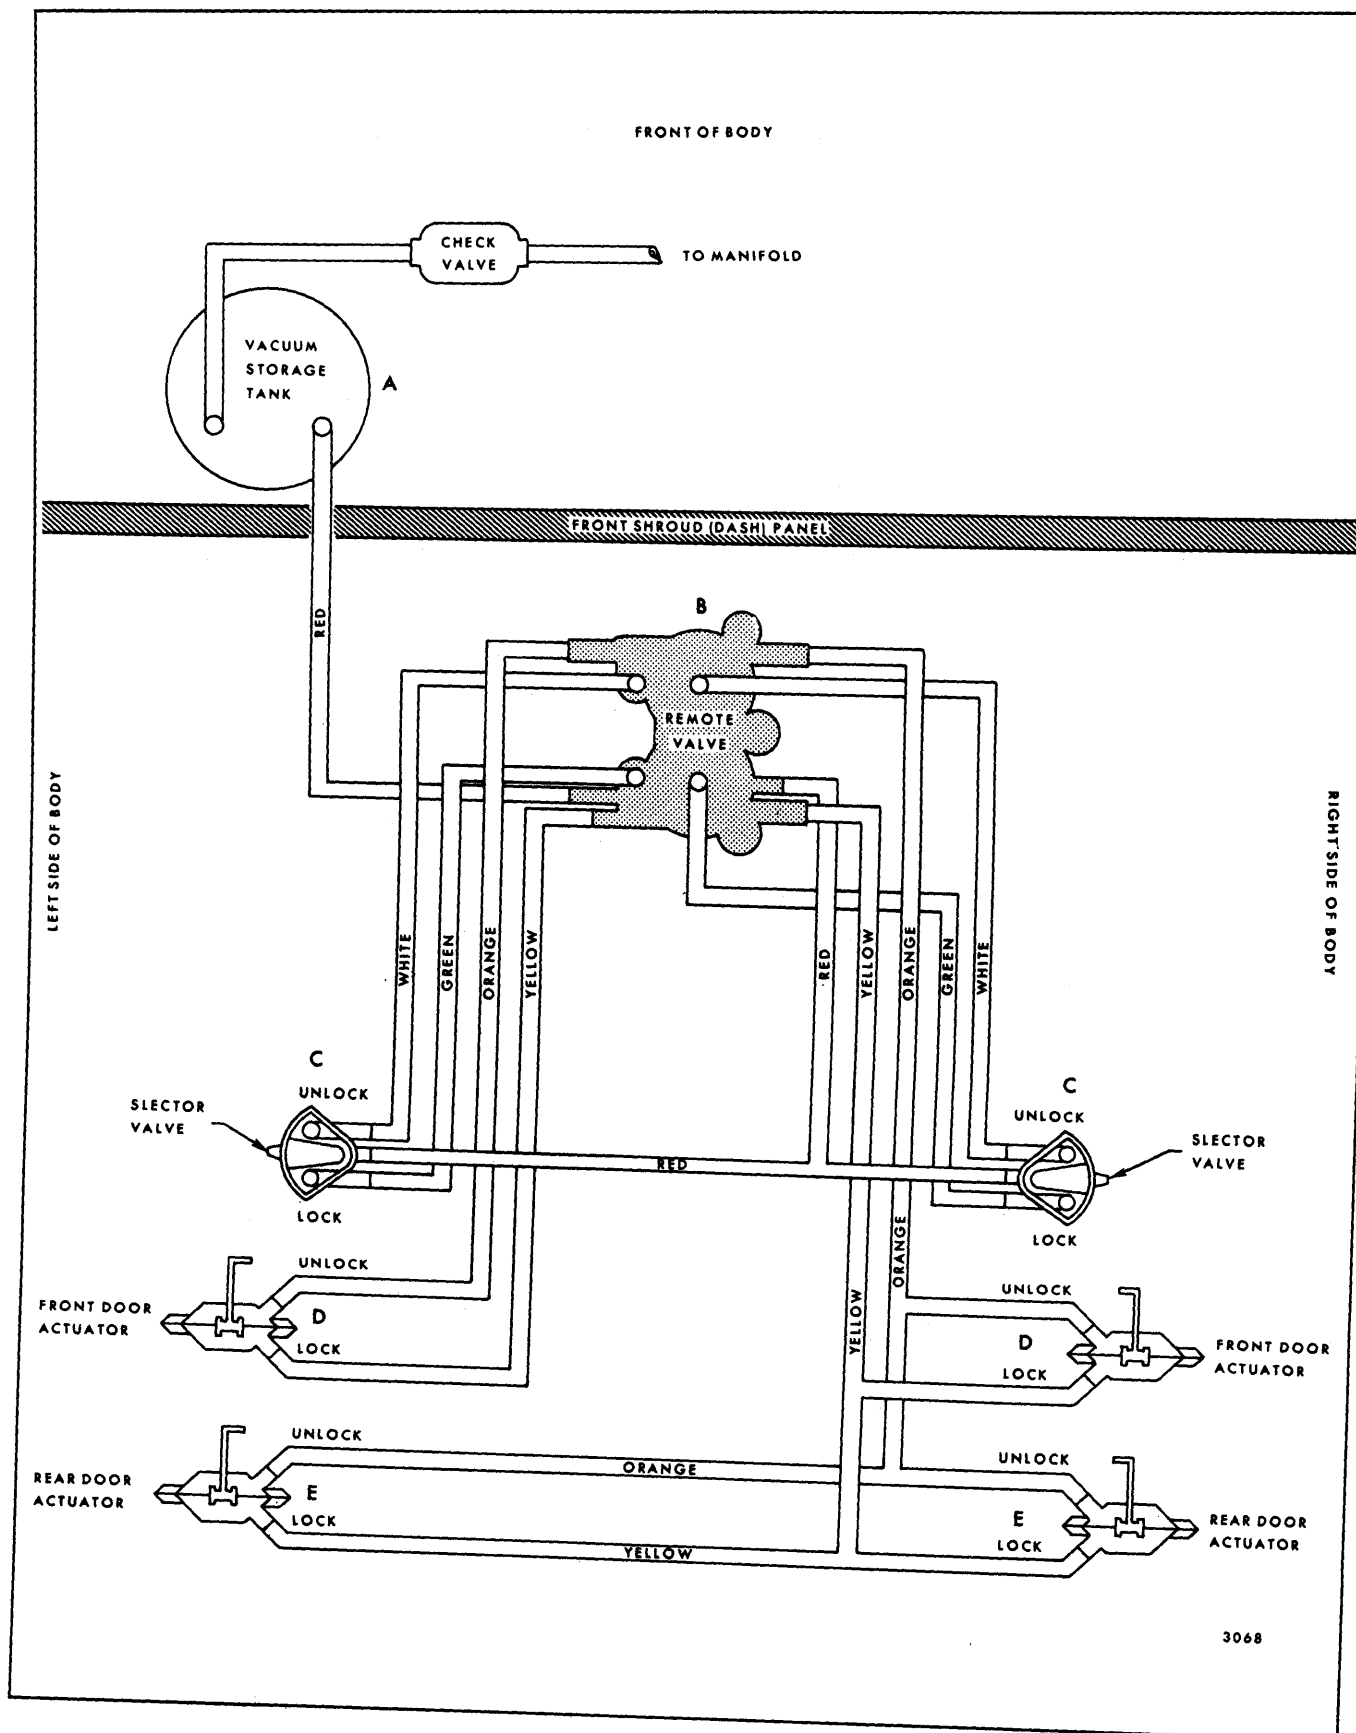 FRONT OF BODY
CHECK
VALVE
TO MANIFOLD
VACUUM
STORAGE
TANK
A
FRONT SHROUD (DASH) PANEL
RED
B
REMOTE
VALVE
LEFT SIDE OF BODY
RIGHT SIDE OF BODY
WHITE
GREEN
ORANGE
YELLOW
RED
YELLOW
ORANGE
GREEN
WHITE
C
UNLOCK
SLECTOR
VALVE
LOCK
RED
C
UNLOCK
SLECTOR
VALVE
LOCK
ORANGE
YELLOW
UNLOCK
FRONT DOOR
ACTUATOR
D
LOCK
UNLOCK
D
LOCK
FRONT DOOR
ACTUATOR
UNLOCK
REAR DOOR
ACTUATOR
E
LOCK
ORANGE
YELLOW
UNLOCK
E
LOCK
REAR DOOR
ACTUATOR
3068